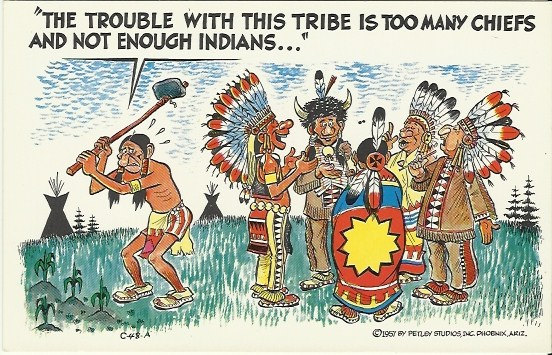 "THE TROUBLE WITH THIS TRIBE IS TOO MANY CHIEFS
AND NOT ENOUGH INDIANS..."
C-48-A
©1957 BY PETLEY STUDIOS, INC. PHOENIX, ARIZ.